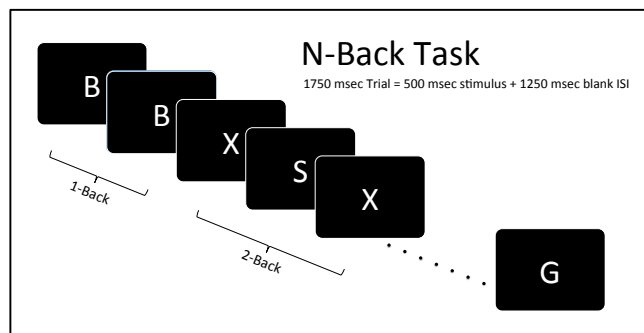 N-Back Task
1750 msec Trial = 500 msec stimulus + 1250 msec blank ISI
B
B
X
S
X
G
1-Back
2-Back